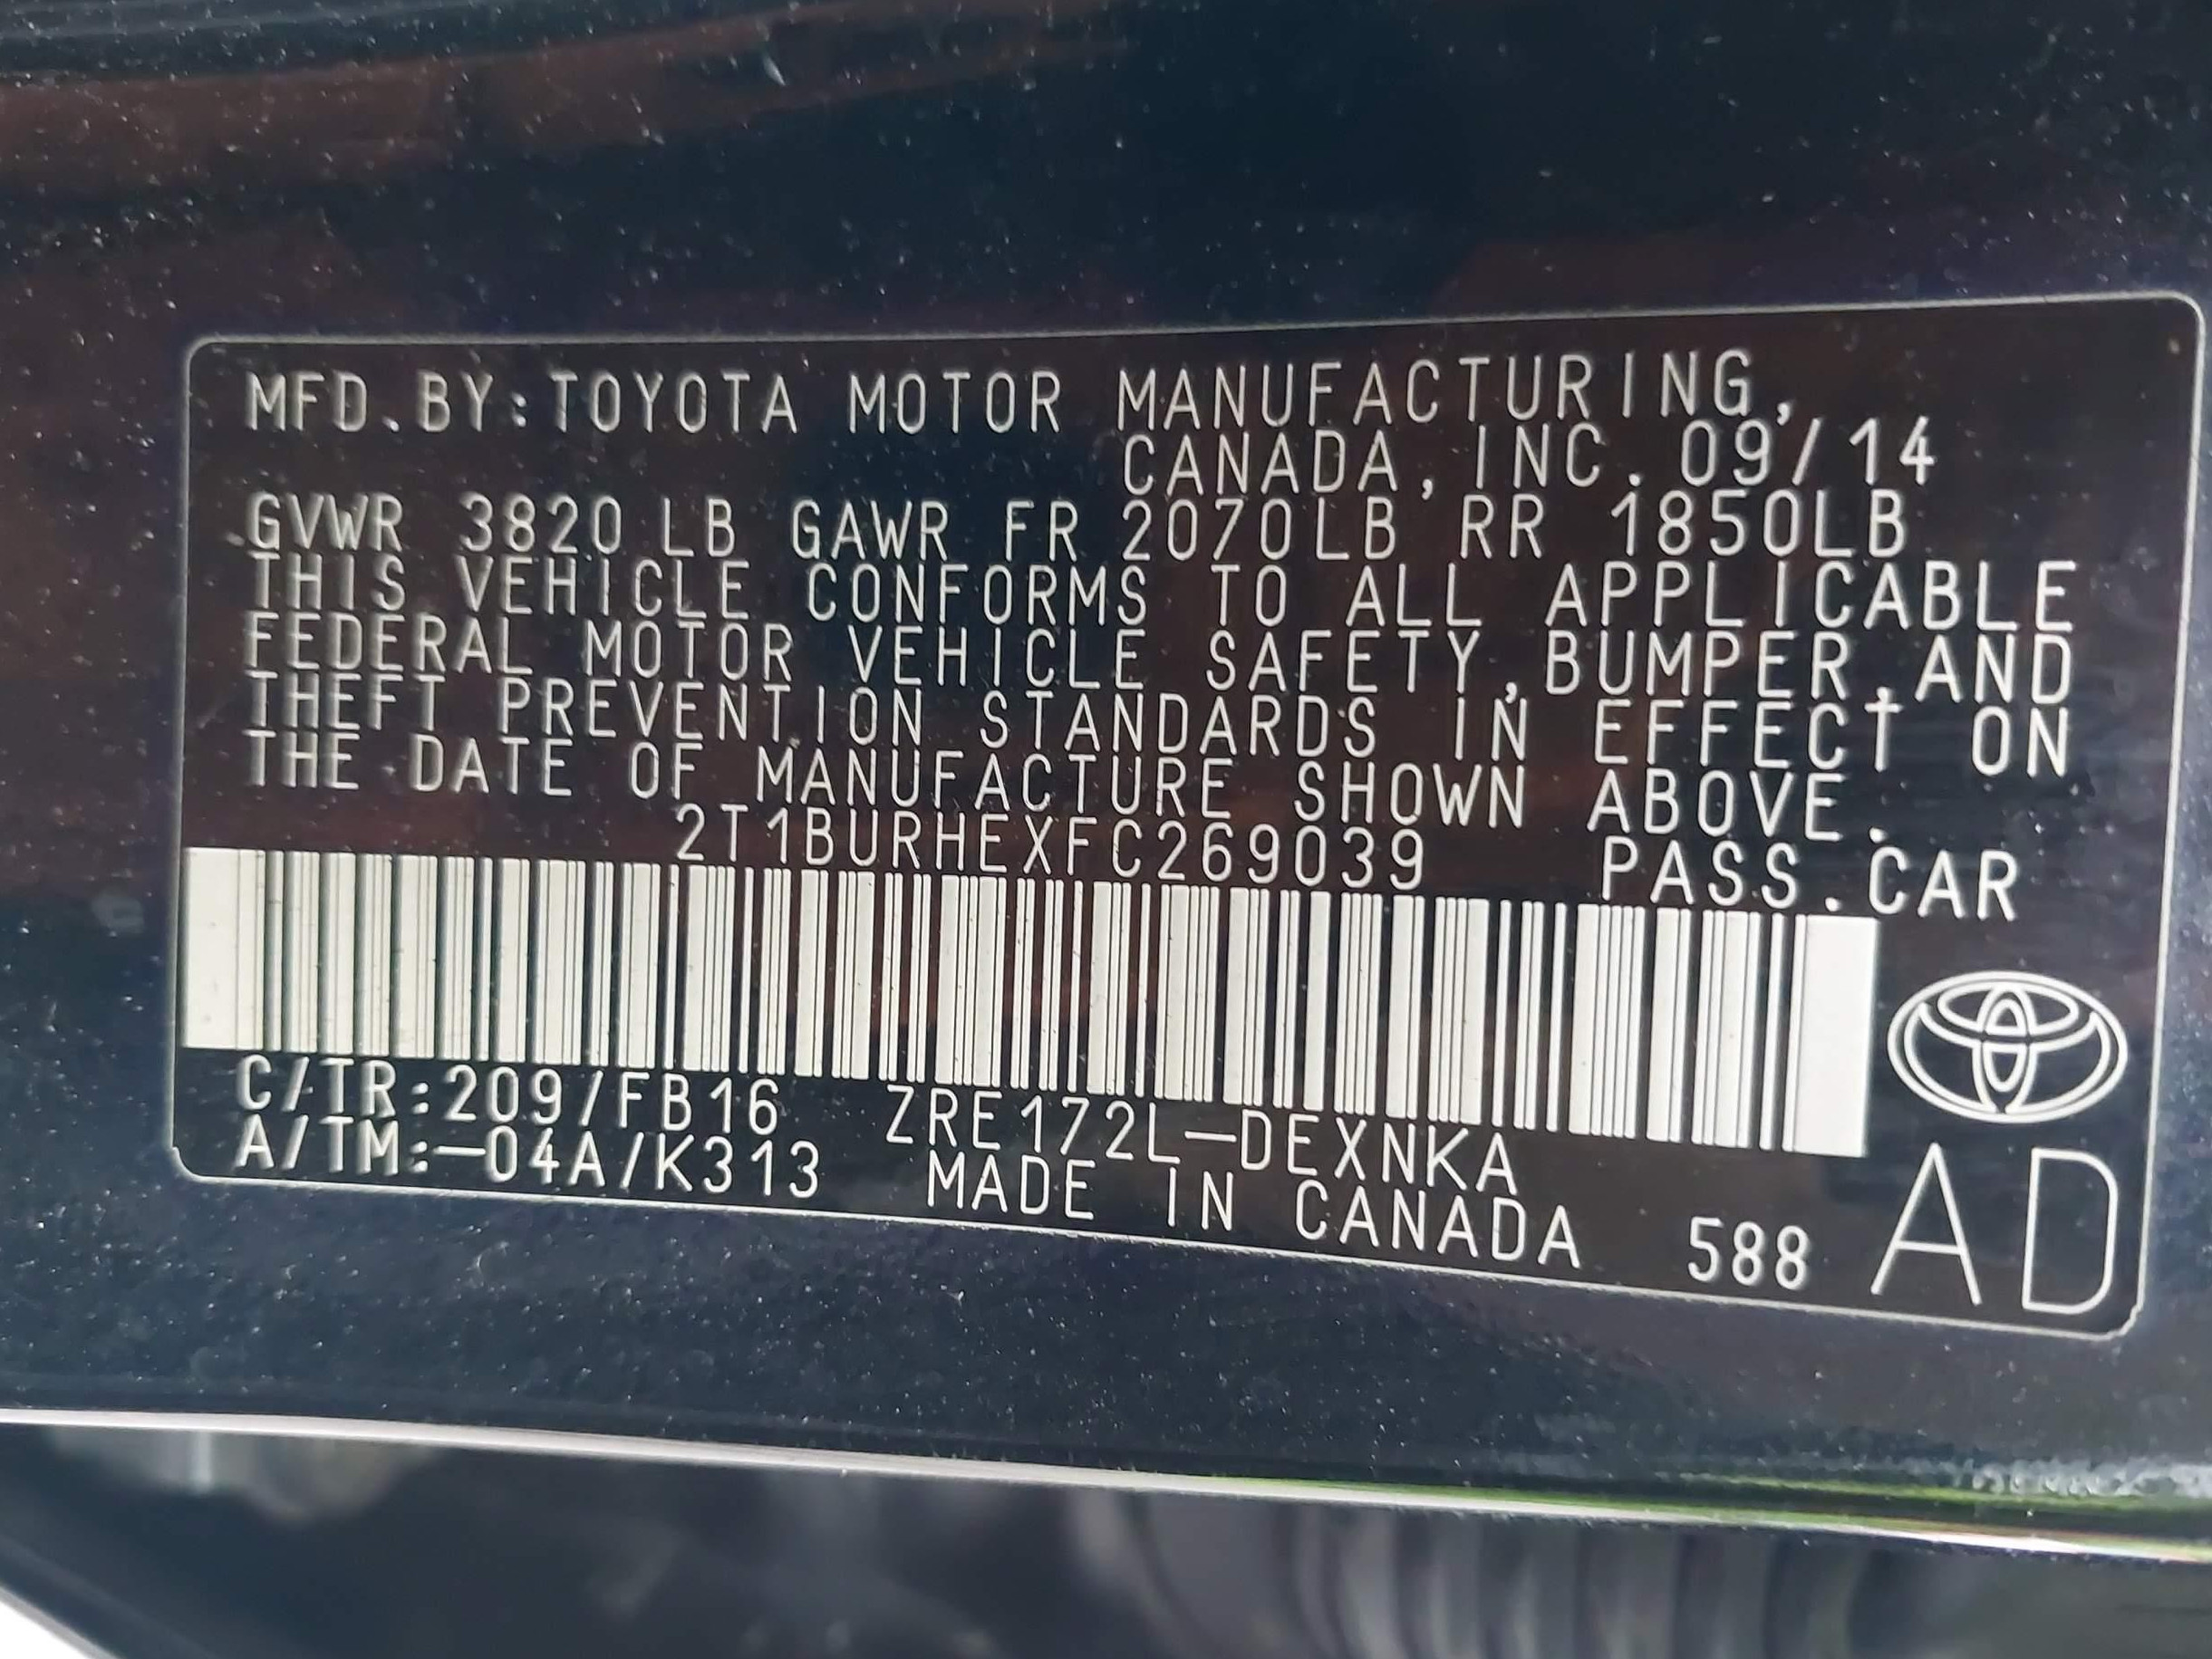 MFD.BY:TOYOTA MOTOR MANUFACTURING,
CANADA,INC. 09/14
GVWR 3820 LB GAWR FR 2070LB RR 1850LB
THIS VEHICLE CONFORMS TO ALL APPLICABLE
FEDERAL MOTOR VEHICLE SAFETY,BUMPER,AND
THEFT PREVENTION STANDARDS IN EFFECT ON
THE DATE OF MANUFACTURE SHOWN ABOVE.
2T1BURHEXFC269039 PASS.CAR
C/TR:209/FB16 ZRE172L-DEXNKA
A/TM:-04A/K313 MADE IN CANADA 588 AD